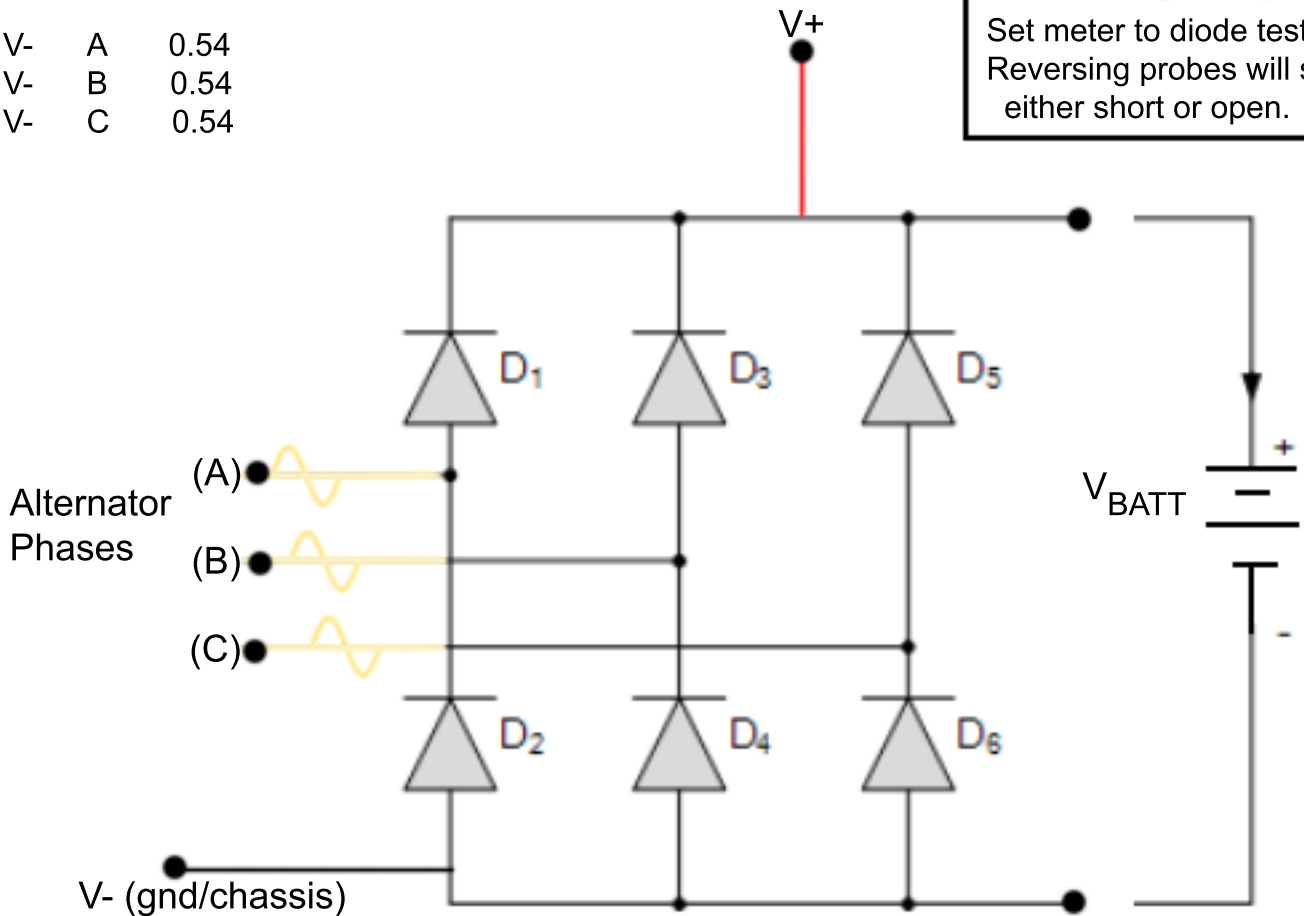 V- A 0.54
V- B 0.54
V- C 0.54
V+
Set meter to diode test
Reversing probes will
either short or open.
D1
D3
D5
(A)
Alternator
Phases
(B)
(C)
VBATT
+
-
D2
D4
D6
V- (gnd/chassis)